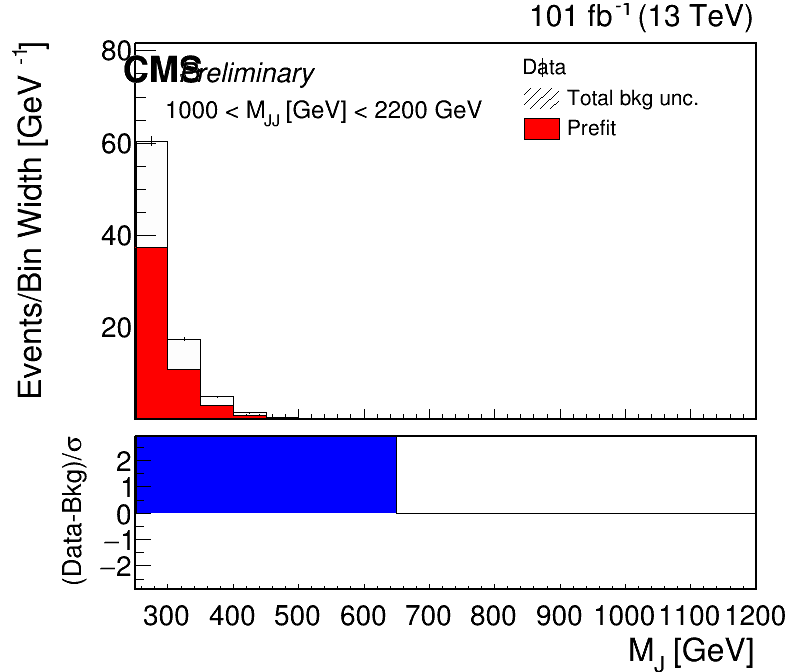 101 fb⁻¹ (13 TeV)
Events/Bin Width [GeV⁻¹]
80
60
40
20
CMS Preliminary
1000 < M_JJ [GeV] < 2200 GeV
Data
Total bkg unc.
Prefit
(Data-Bkg)/σ
2
1
0
−1
−2
300 400 500 600 700 800 900 1000 1100 1200
M_J [GeV]